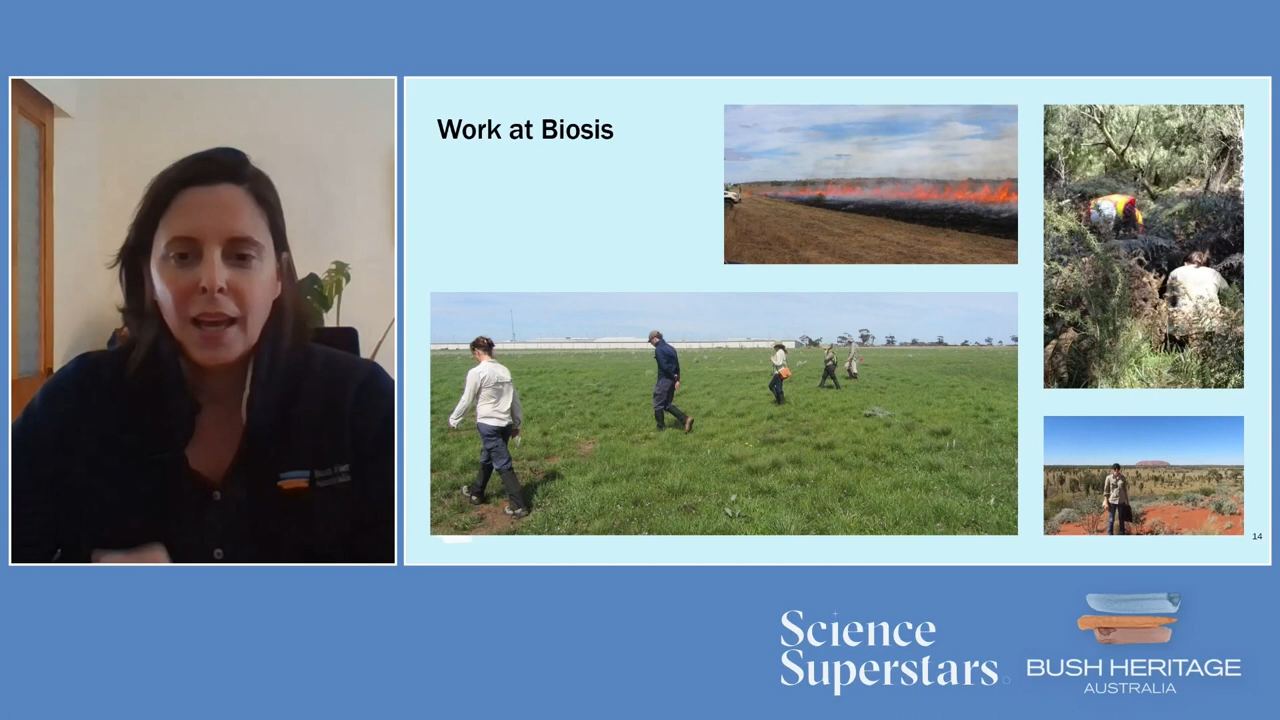 Work at Biosis
14
Science
Superstars
BUSH HERITAGE
AUSTRALIA